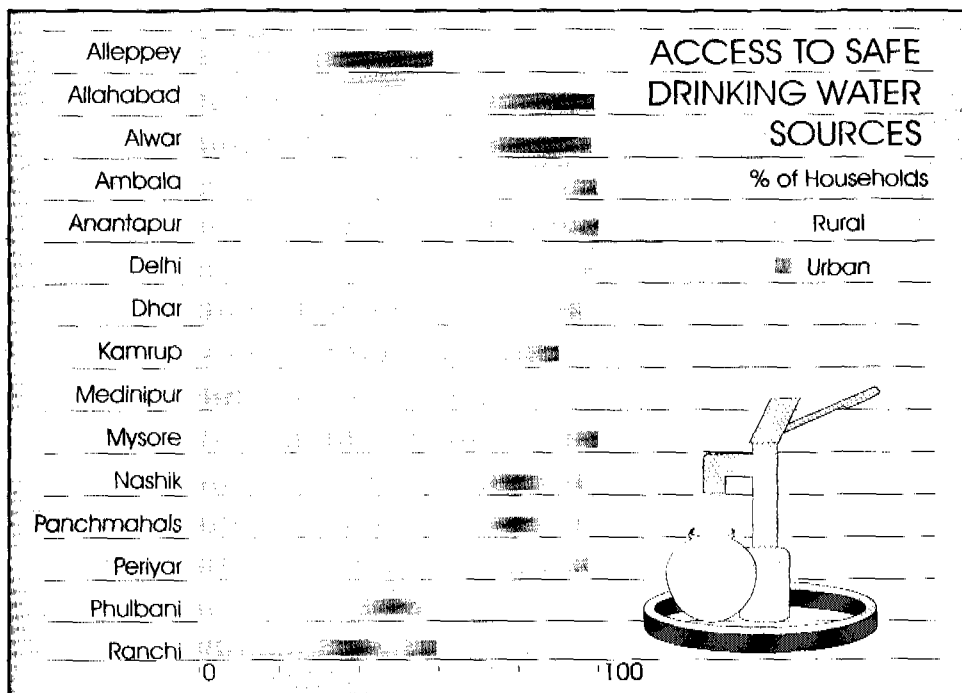 ACCESS TO SAFE
DRINKING WATER
SOURCES
% of Households
Rural
Urban
Alleppey
Allahabad
Alwar
Ambala
Anantapur
Delhi
Dhar
Kamrup
Medinipur
Mysore
Nashik
Panchmahals
Periyar
Phulbani
Ranchi
0 100